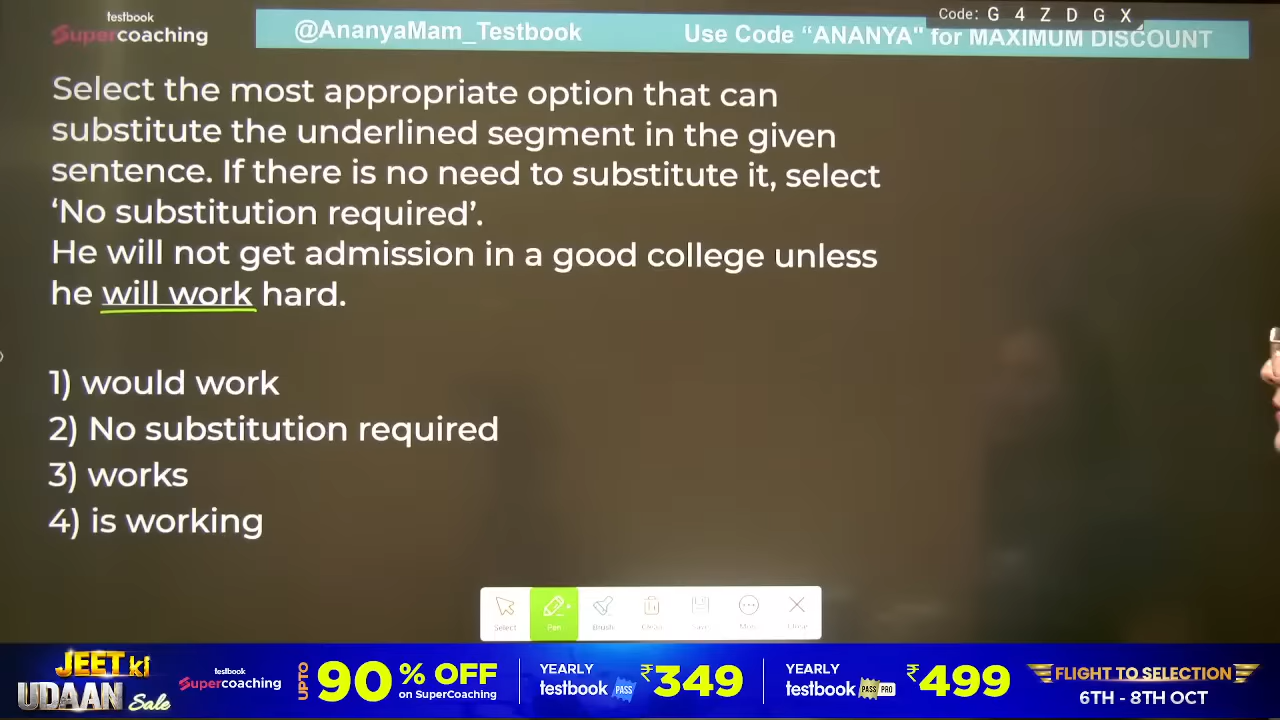 testbook
Supercoaching
@AnanyaMam_Testbook
Use Code “ANANYA" for MAXIMUM DISCOUNT
Code: G 4 Z D G X
Select the most appropriate option that can
substitute the underlined segment in the given
sentence. If there is no need to substitute it, select
‘No substitution required’.
He will not get admission in a good college unless
he will work hard.
1) would work
2) No substitution required
3) works
4) is working
Select
Pen
Brush
Close
JEET ki
UDAAN Sale
testbook
Supercoaching
UPTO
90% OFF
on SuperCoaching
YEARLY
testbook PASS
₹349
YEARLY
testbook PASS PRO
₹499
FLIGHT TO SELECTION
6TH - 8TH OCT